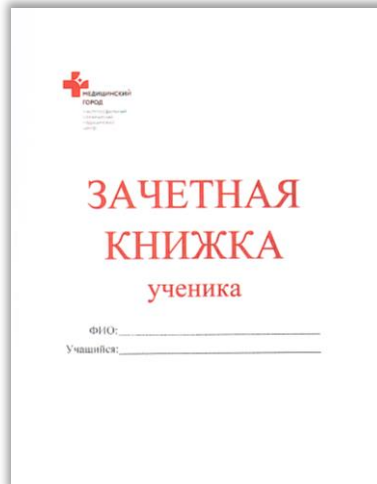 МЕДИЦИНСКИЙ
ГОРОД
ЗАЧЕТНАЯ
КНИЖКА
ученика
ФИО:
Учащийся: